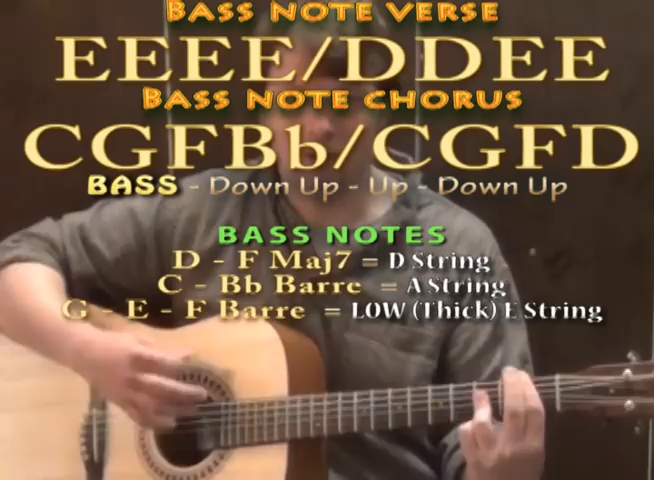 BASS NOTE VERSE
EEEE/DDEE
BASS NOTE CHORUS
CGFBb/CGFD
BASS - Down Up - Up - Down Up
BASS NOTES
D - F Maj7 = D String
C - Bb Barre = A String
G - E - F Barre = LOW (Thick) E String